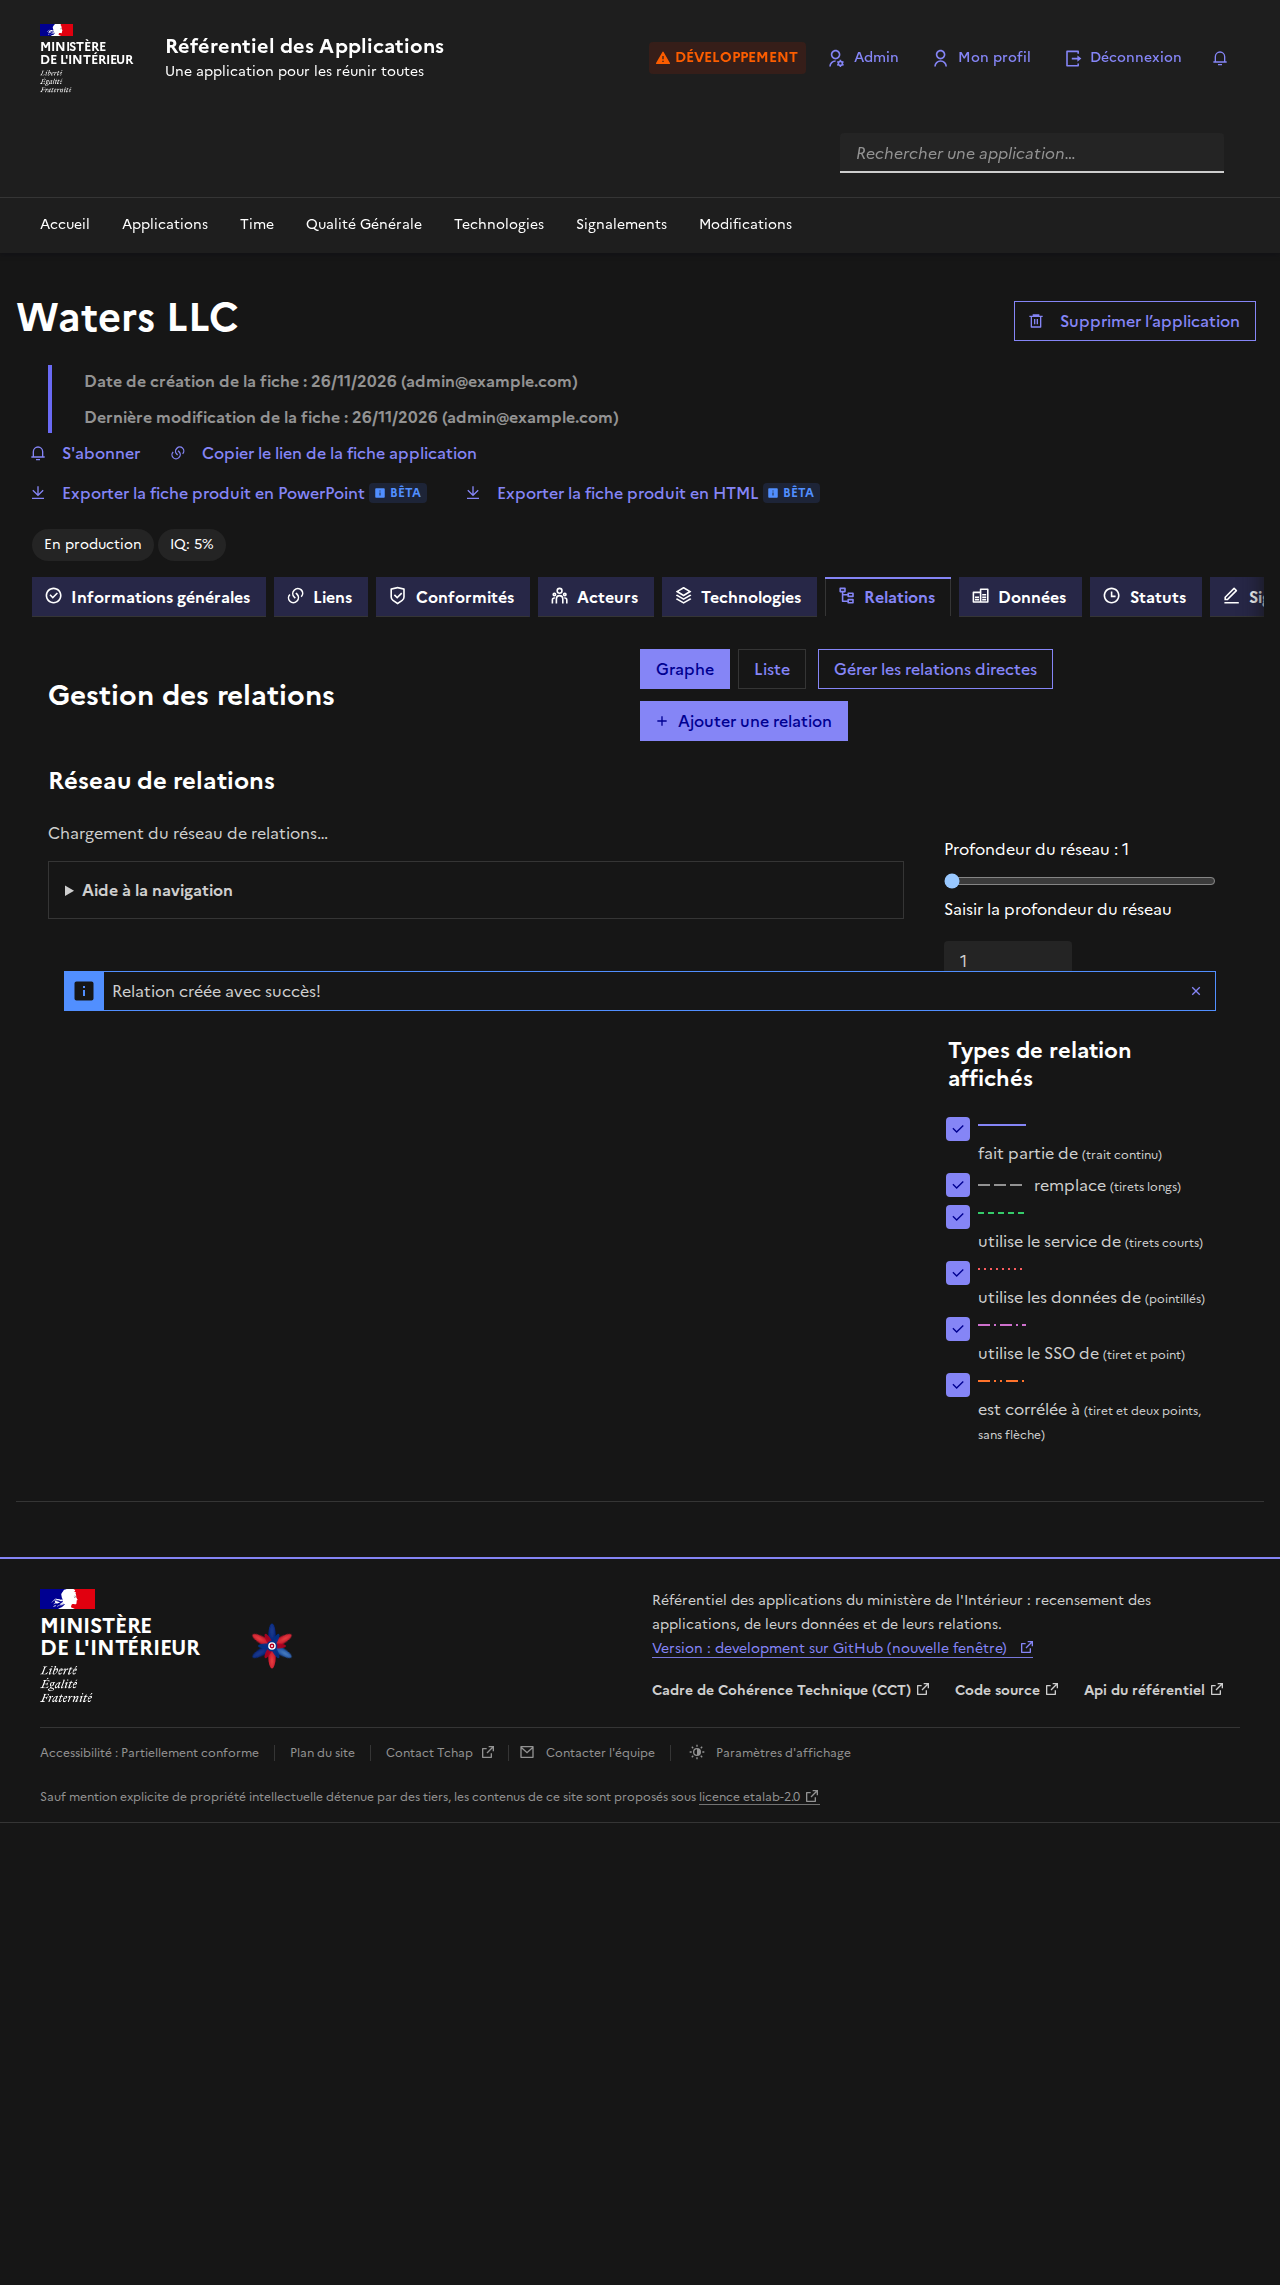 MINISTÈRE
DE L'INTÉRIEUR
Liberté
Égalité
Fraternité
Référentiel des Applications
Une application pour les réunir toutes
DÉVELOPPEMENT
Admin
Mon profil
Déconnexion
Rechercher une application…
Accueil
Applications
Time
Qualité Générale
Technologies
Signalements
Modifications
Waters LLC
Supprimer l’application
Date de création de la fiche : 26/11/2026 (admin@example.com)
Dernière modification de la fiche : 26/11/2026 (admin@example.com)
S'abonner
Copier le lien de la fiche application
Exporter la fiche produit en PowerPoint BÊTA
Exporter la fiche produit en HTML BÊTA
En production
IQ: 5%
Informations générales
Liens
Conformités
Acteurs
Technologies
Relations
Données
Statuts
Gestion des relations
Graphe
Liste
Gérer les relations directes
+ Ajouter une relation
Réseau de relations
Chargement du réseau de relations…
Aide à la navigation
Profondeur du réseau : 1
Saisir la profondeur du réseau
1
Relation créée avec succès!
Types de relation
affichés
fait partie de (trait continu)
remplace (tirets longs)
utilise le service de (tirets courts)
utilise les données de (pointillés)
utilise le SSO de (tiret et point)
est corrélée à (tiret et deux points,
sans flèche)
MINISTÈRE
DE L'INTÉRIEUR
Liberté
Égalité
Fraternité
Référentiel des applications du ministère de l'Intérieur : recensement des
applications, de leurs données et de leurs relations.
Version : development sur GitHub (nouvelle fenêtre)
Cadre de Cohérence Technique (CCT)
Code source
Api du référentiel
Accessibilité : Partiellement conforme
Plan du site
Contact Tchap
Contacter l'équipe
Paramètres d'affichage
Sauf mention explicite de propriété intellectuelle détenue par des tiers, les contenus de ce site sont proposés sous licence etalab-2.0